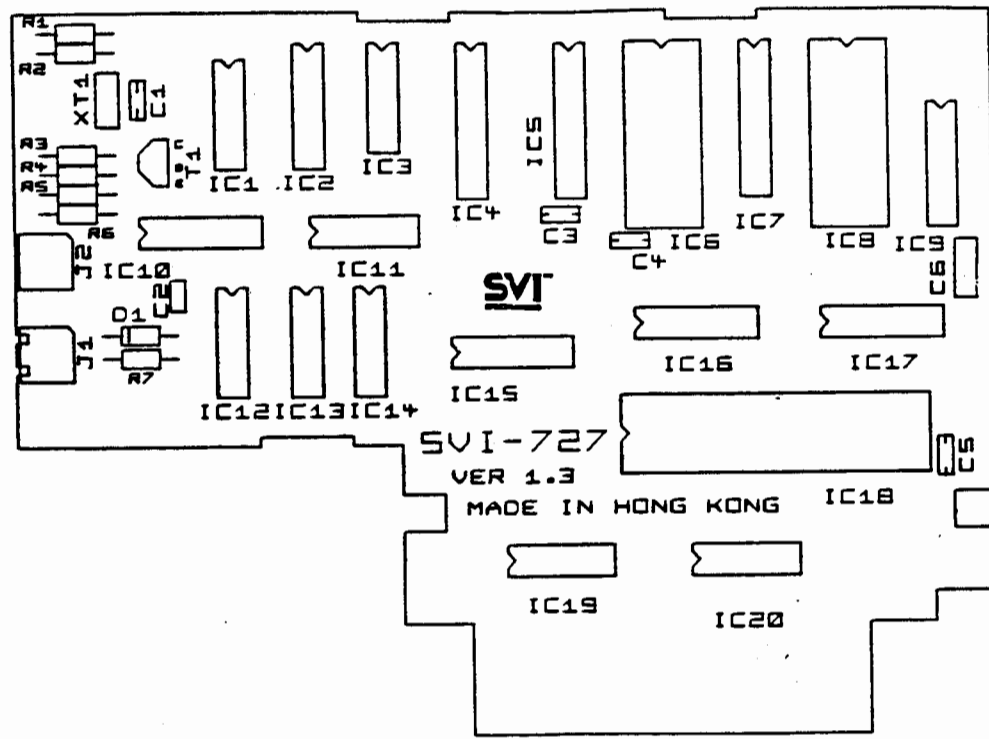 R1
R2
XT1
C1
R3
R4
R5
R6
C
B
E
T1
IC1
IC2
IC3
IC4
IC5
C3
C4
IC6
IC7
IC8
IC9
C6
J2
IC10
IC11
C2
SVI
D1
J1
R7
IC12
IC13
IC14
IC15
IC16
IC17
SVI-727
VER 1.3
MADE IN HONG KONG
IC18
C5
IC19
IC20